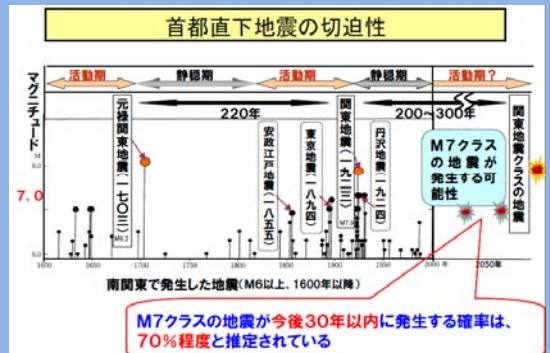 首都直下地震の切迫性
活動期
静穏期
活動期
静穏期
活動期?
マグニチュード
220年
200～300年
元禄関東地震(一七〇三)
安政江戸地震(一八五五)
東京地震(一八九四)
関東地震(一九二三)
丹沢地震(一九二四)
M7クラス
の地震が
発生する可
能性
関東地震クラスの地震
M
8.0
7.0
6.0
M8.2
M7.9
1600
1650
1700
1750
1800
1850
1900
1950
2000 年
2050年
南関東で発生した地震(M6以上、1600年以降)
M7クラスの地震が今後30年以内に発生する確率は、
70%程度と推定されている